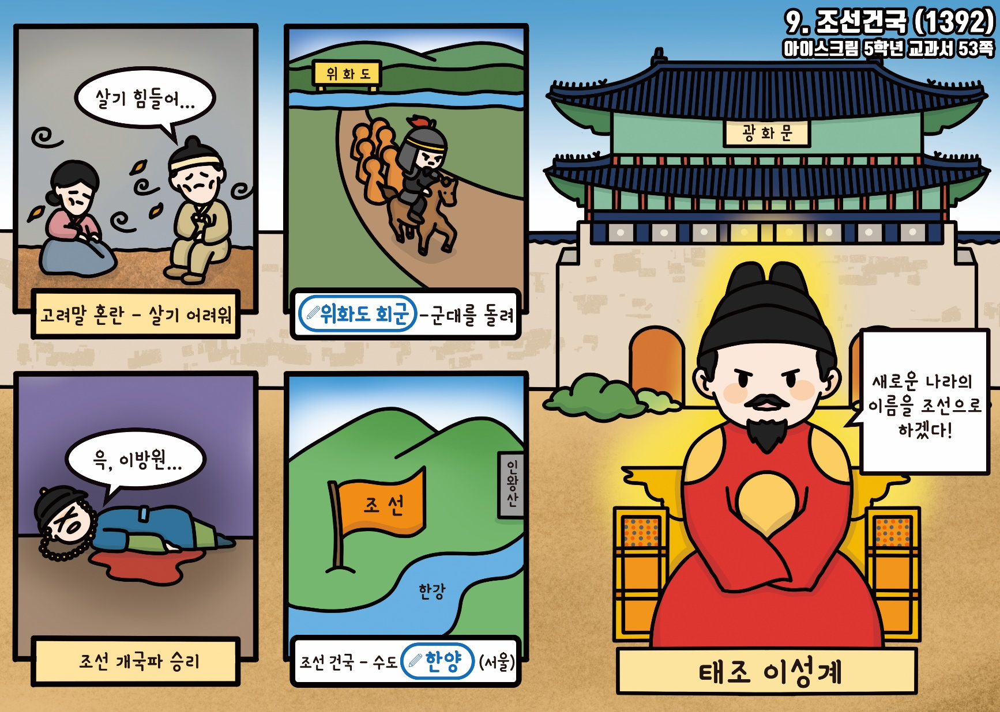 9. 조선건국 (1392)
아이스크림 5학년 교과서 53쪽
살기 힘들어...
고려말 혼란 - 살기 어려워
위화도
위화도 회군 - 군대를 돌려
윽, 이방원...
조선 개국파 승리
조선
인왕산
한강
조선 건국 - 수도 한양 (서울)
광화문
새로운 나라의
이름을 조선으로
하겠다!
태조 이성계